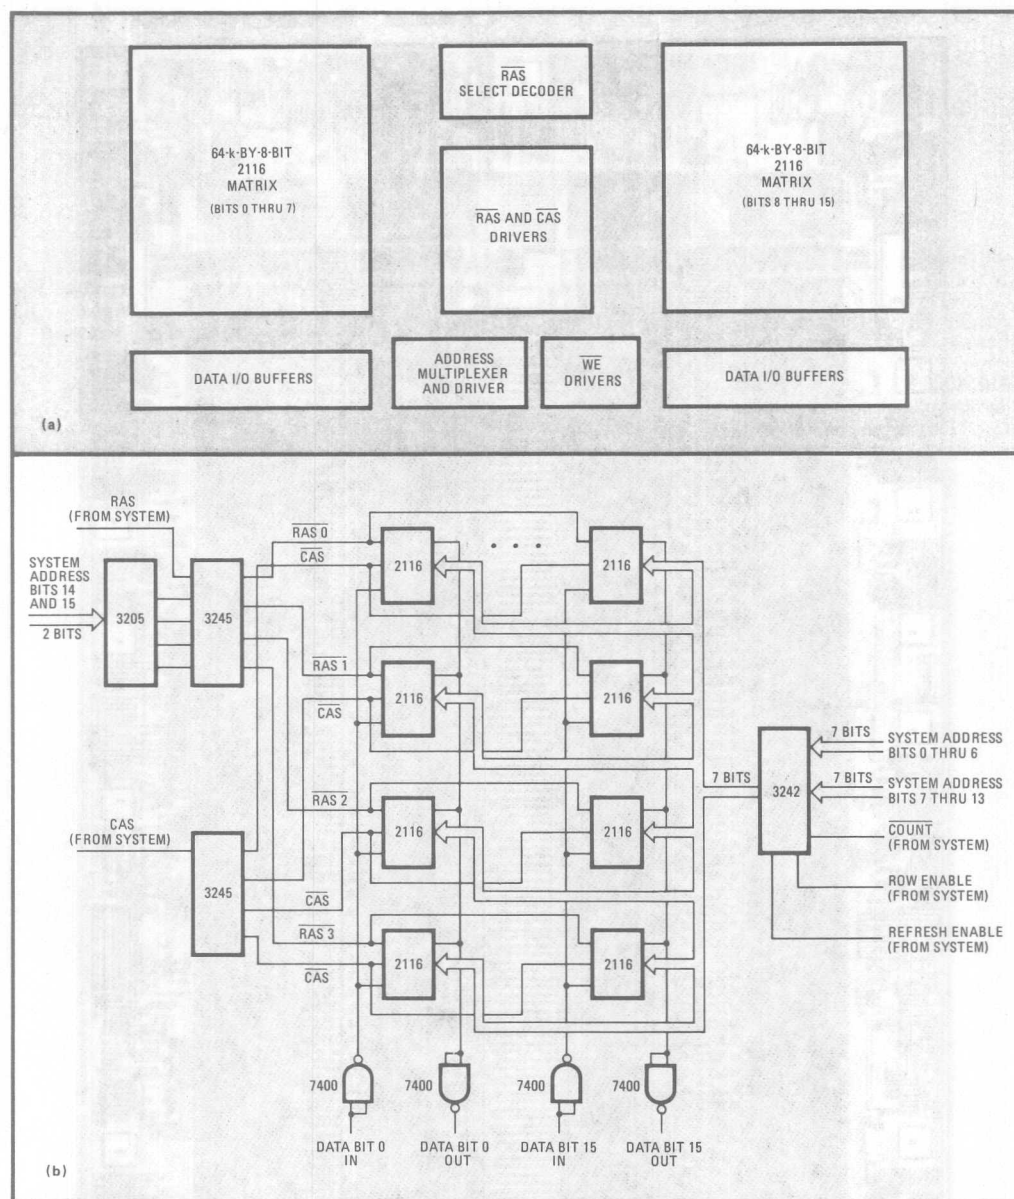 64-k-BY-8-BIT
2116
MATRIX
(BITS 0 THRU 7)
RAS
SELECT DECODER
RAS AND CAS
DRIVERS
64-k-BY-8-BIT
2116
MATRIX
(BITS 8 THRU 15)
DATA I/O BUFFERS
ADDRESS
MULTIPLEXER
AND DRIVER
WE
DRIVERS
DATA I/O BUFFERS
(a)
RAS
(FROM SYSTEM)
SYSTEM
ADDRESS
BITS 14
AND 15
2 BITS
3205
3245
RAS 0
CAS
2116
. . .
2116
RAS 1
CAS
2116
2116
RAS 2
CAS
2116
2116
RAS 3
CAS
2116
2116
CAS
(FROM SYSTEM)
3245
7 BITS
3242
7 BITS
SYSTEM ADDRESS
BITS 0 THRU 6
7 BITS
SYSTEM ADDRESS
BITS 7 THRU 13
COUNT
(FROM SYSTEM)
ROW ENABLE
(FROM SYSTEM)
REFRESH ENABLE
(FROM SYSTEM)
7400
7400
7400
7400
DATA BIT 0
IN
DATA BIT 0
OUT
DATA BIT 15
IN
DATA BIT 15
OUT
(b)